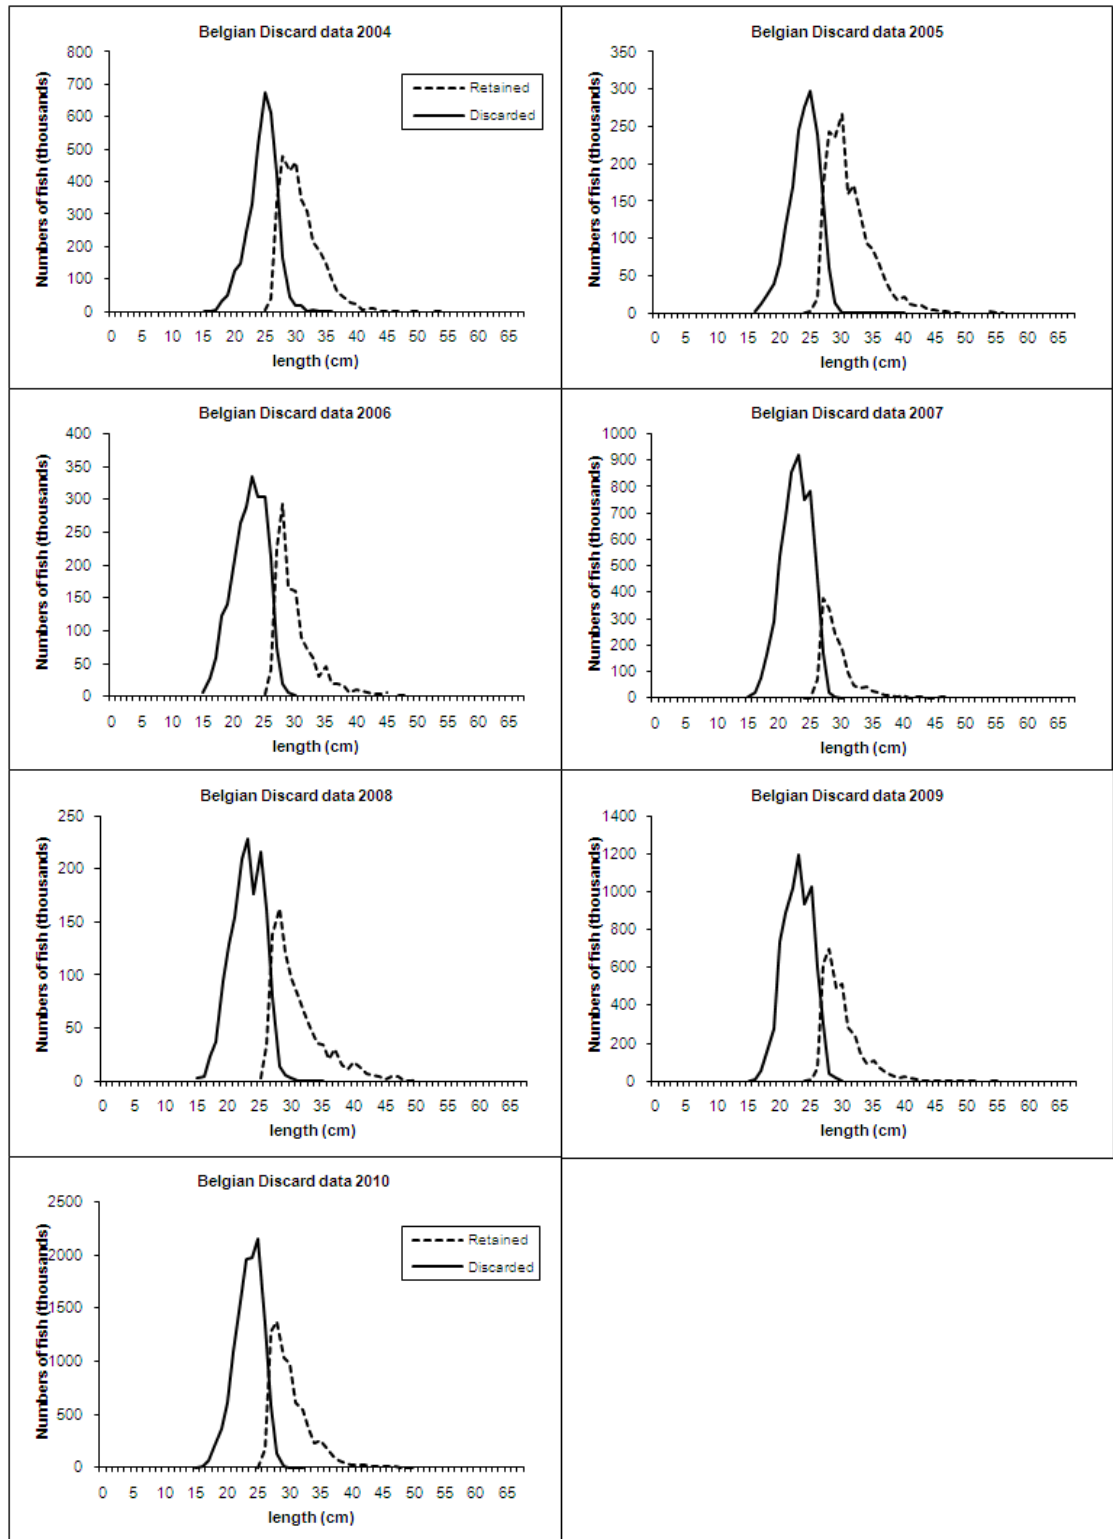 Belgian Discard data 2004
Numbers of fish (thousands)
800
700
600
500
400
300
200
100
0
Retained
Discarded
0 5 10 15 20 25 30 35 40 45 50 55 60 65
length (cm)
Belgian Discard data 2005
Numbers of fish (thousands)
350
300
250
200
150
100
50
0
0 5 10 15 20 25 30 35 40 45 50 55 60 65
length (cm)
Belgian Discard data 2006
Numbers of fish (thousands)
400
350
300
250
200
150
100
50
0
0 5 10 15 20 25 30 35 40 45 50 55 60 65
length (cm)
Belgian Discard data 2007
Numbers of fish (thousands)
1000
900
800
700
600
500
400
300
200
100
0
0 5 10 15 20 25 30 35 40 45 50 55 60 65
length (cm)
Belgian Discard data 2008
Numbers of fish (thousands)
250
200
150
100
50
0
0 5 10 15 20 25 30 35 40 45 50 55 60 65
length (cm)
Belgian Discard data 2009
Numbers of fish (thousands)
1400
1200
1000
800
600
400
200
0
0 5 10 15 20 25 30 35 40 45 50 55 60 65
length (cm)
Belgian Discard data 2010
Numbers of fish (thousands)
2500
2000
1500
1000
500
0
Retained
Discarded
0 5 10 15 20 25 30 35 40 45 50 55 60 65
length (cm)